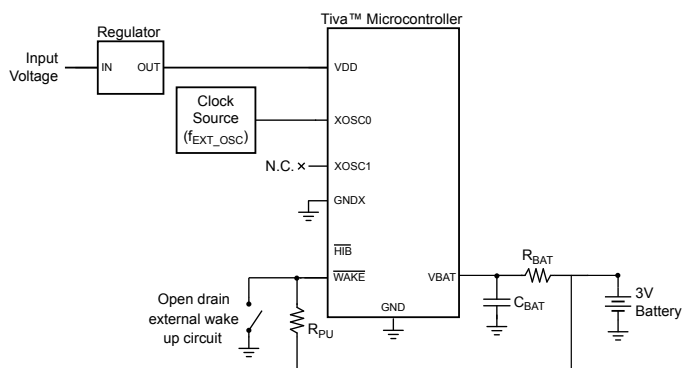 Tiva™ Microcontroller
Regulator
Input
Voltage
IN
OUT
VDD
Clock
Source
(fEXT_OSC)
XOSC0
N.C.
XOSC1
GNDX
HIB
WAKE
VBAT
GND
RBAT
CBAT
3V
Battery
Open drain
external wake
up circuit
RPU